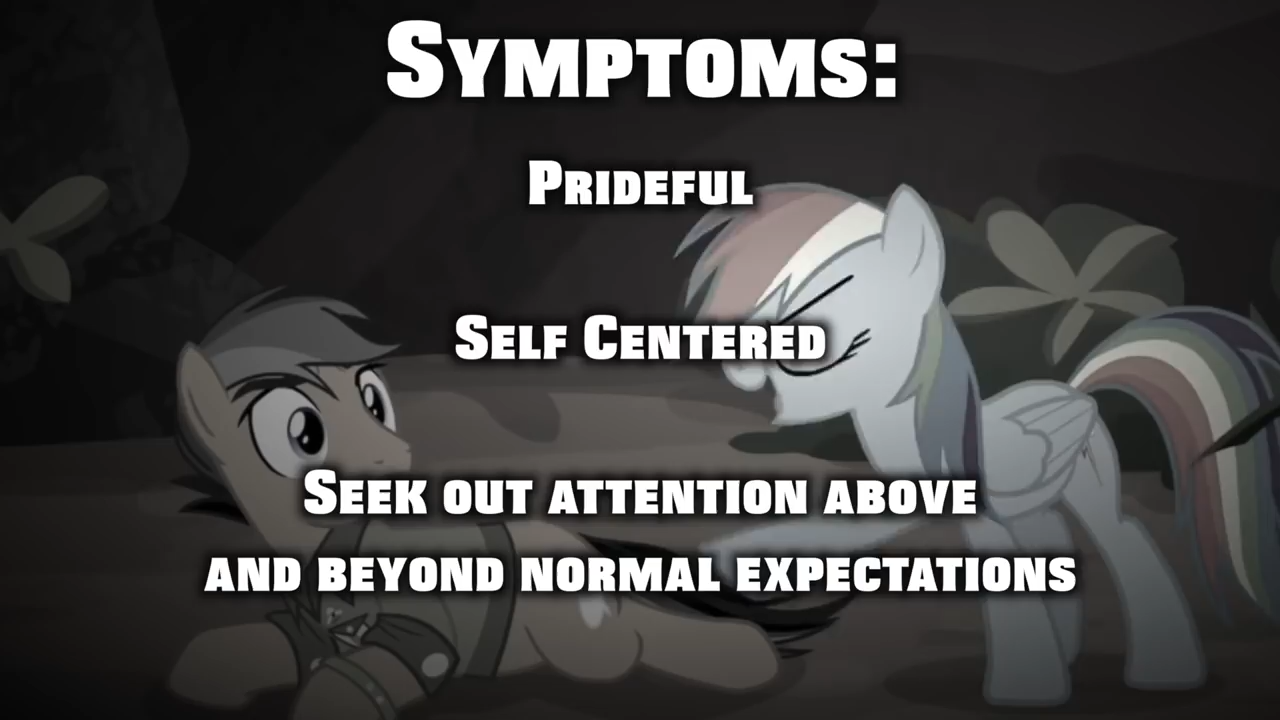 Symptoms:
Prideful
Self Centered
Seek out attention above
and beyond normal expectations